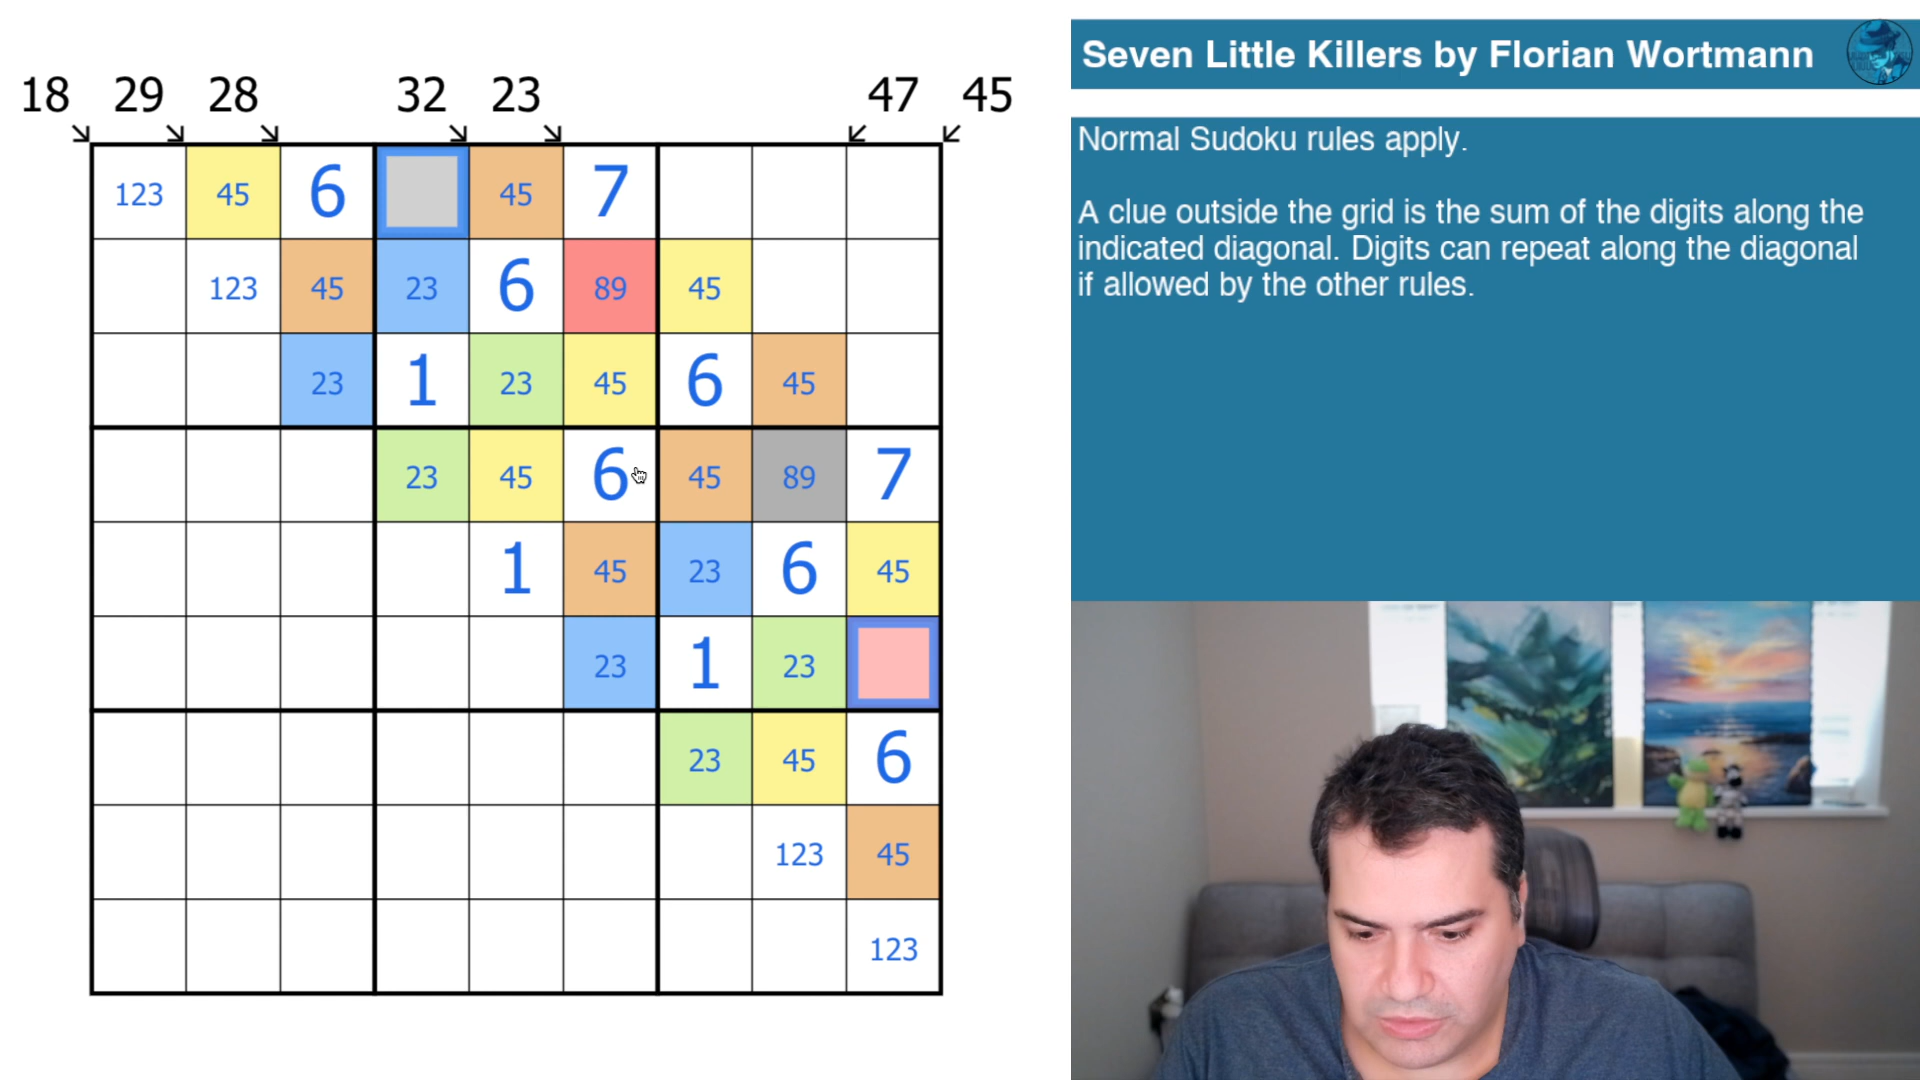 18 29 28 32 23 47 45
Seven Little Killers by Florian Wortmann
Normal Sudoku rules apply.
A clue outside the grid is the sum of the digits along the
indicated diagonal. Digits can repeat along the diagonal
if allowed by the other rules.
123 45 6 45 7
123 45 23 6 89 45
23 1 23 45 6 45
23 45 6 45 89 7
1 45 23 6 45
23 1 23
23 45 6
123 45
123